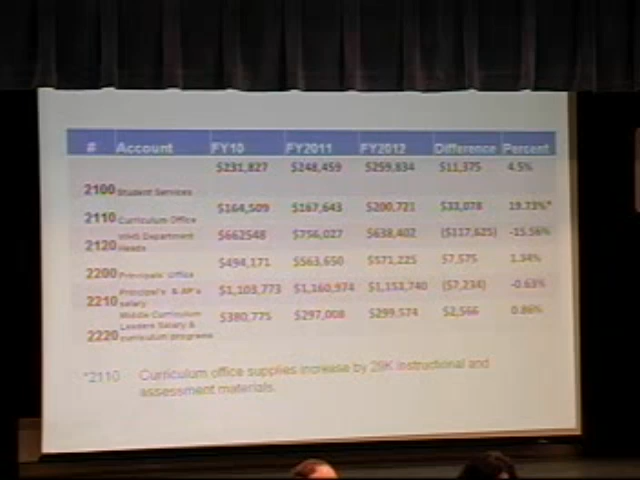 # Account FY10 FY2011 FY2012 Difference Percent
2100 Student Services $231,827 $248,459 $259,834 $11,375 4.5%
2110 Curriculum Office $164,509 $167,643 $200,721 $33,078 19.73%*
2120 WHS Department Heads $662548 $756,027 $638,402 ($117,625) -15.56%
2200 Principals' Office $494,171 $563,650 $571,225 $7,575 1.34%
2210 Principal's & AP's salary $1,103,773 $1,160,974 $1,153,740 ($7,234) -0.63%
2220 Middle Curriculum Leaders Salary & curriculum programs $380,775 $297,008 $299,574 $2,566 0.86%
*2110 Curriculum office supplies increase by 29K instructional and
assessment materials.